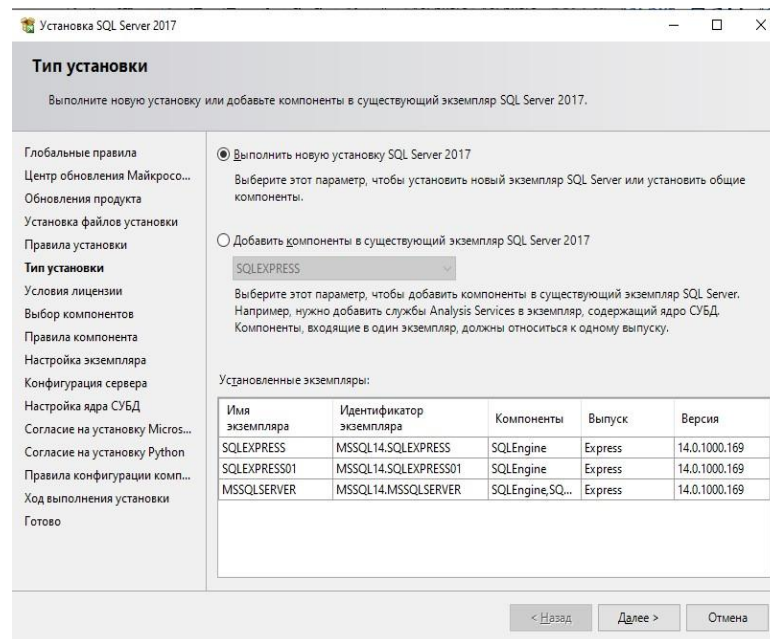 Установка SQL Server 2017
Тип установки
Выполните новую установку или добавьте компоненты в существующий экземпляр SQL Server 2017.
Глобальные правила
Центр обновления Майкросо...
Обновления продукта
Установка файлов установки
Правила установки
Тип установки
Условия лицензии
Выбор компонентов
Правила компонента
Настройка экземпляра
Конфигурация сервера
Настройка ядра СУБД
Согласие на установку Micros...
Согласие на установку Python
Правила конфигурации комп...
Ход выполнения установки
Готово
Выполнить новую установку SQL Server 2017
Выберите этот параметр, чтобы установить новый экземпляр SQL Server или установить общие
компоненты.
Добавить компоненты в существующий экземпляр SQL Server 2017
SQLEXPRESS
Выберите этот параметр, чтобы добавить компоненты в существующий экземпляр SQL Server.
Например, нужно добавить службы Analysis Services в экземпляр, содержащий ядро СУБД.
Компоненты, входящие в один экземпляр, должны относиться к одному выпуску.
Установленные экземпляры:
Имя экземпляра Идентификатор экземпляра Компоненты Выпуск Версия
SQLEXPRESS MSSQL14.SQLEXPRESS SQLEngine Express 14.0.1000.169
SQLEXPRESS01 MSSQL14.SQLEXPRESS01 SQLEngine Express 14.0.1000.169
MSSQLSERVER MSSQL14.MSSQLSERVER SQLEngine,SQ... Express 14.0.1000.169
< Назад Далее > Отмена